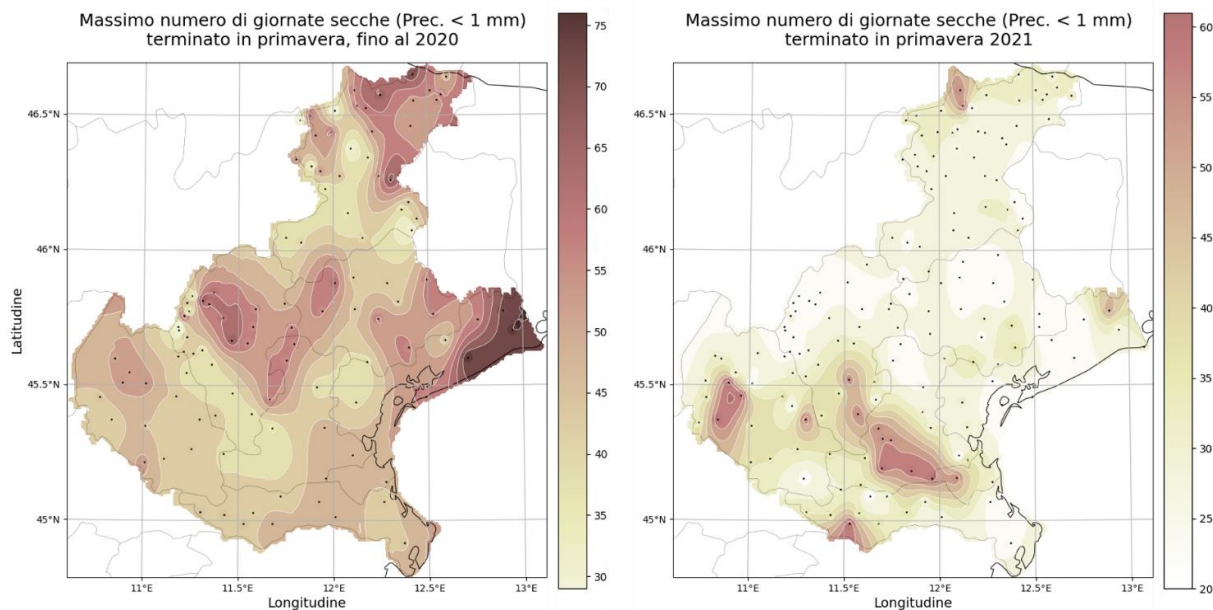 Massimo numero di giornate secche (Prec. < 1 mm)
terminato in primavera, fino al 2020
Latitudine
46.5°N
46°N
45.5°N
45°N
11°E
11.5°E
12°E
12.5°E
13°E
Longitudine
75
70
65
60
55
50
45
40
35
30
Massimo numero di giornate secche (Prec. < 1 mm)
terminato in primavera 2021
46.5°N
46°N
45.5°N
45°N
11°E
11.5°E
12°E
12.5°E
13°E
Longitudine
60
55
50
45
40
35
30
25
20